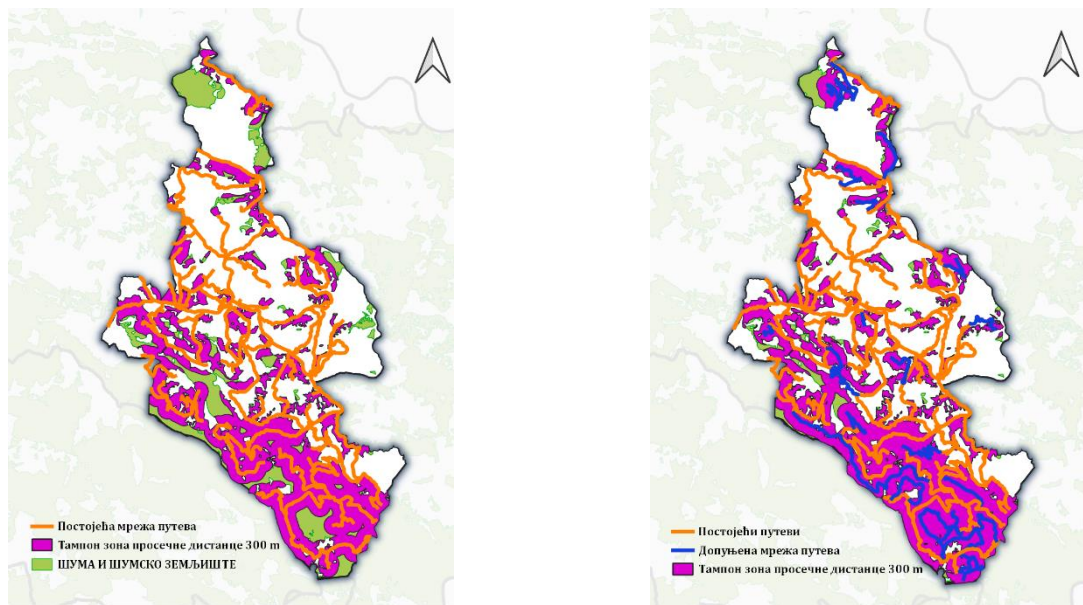 Постојећа мрежа путева
Тампон зона просечне дистанце 300 m
ШУМА И ШУМСКО ЗЕМЉИШТЕ
Постојећи путеви
Допуњена мрежа путева
Тампон зона просечне дистанце 300 m